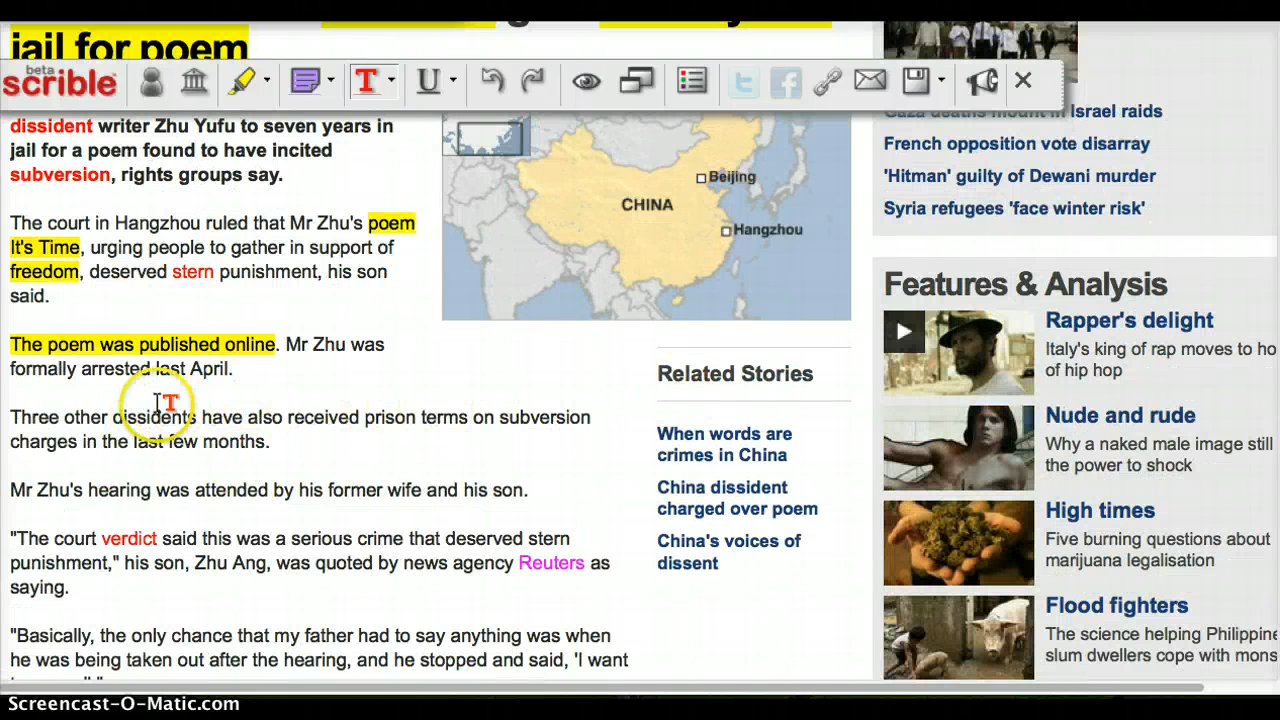 jail for poem
beta
scrible
T
U
dissident writer Zhu Yufu to seven years in
jail for a poem found to have incited
subversion, rights groups say.
The court in Hangzhou ruled that Mr Zhu's poem
It's Time, urging people to gather in support of
freedom, deserved stern punishment, his son
said.
The poem was published online. Mr Zhu was
formally arrested last April.
T
Three other dissidents have also received prison terms on subversion
charges in the last few months.
Mr Zhu's hearing was attended by his former wife and his son.
"The court verdict said this was a serious crime that deserved stern
punishment," his son, Zhu Ang, was quoted by news agency Reuters as
saying.
"Basically, the only chance that my father had to say anything was when
he was being taken out after the hearing, and he stopped and said, 'I want
Beijing
CHINA
Hangzhou
Related Stories
When words are
crimes in China
China dissident
charged over poem
China's voices of
dissent
Gaza deaths mount in Israel raids
French opposition vote disarray
'Hitman' guilty of Dewani murder
Syria refugees 'face winter risk'
Features & Analysis
Rapper's delight
Italy's king of rap moves to ho
of hip hop
Nude and rude
Why a naked male image still
the power to shock
High times
Five burning questions about
marijuana legalisation
Flood fighters
The science helping Philippine
slum dwellers cope with mons
Screencast-O-Matic.com